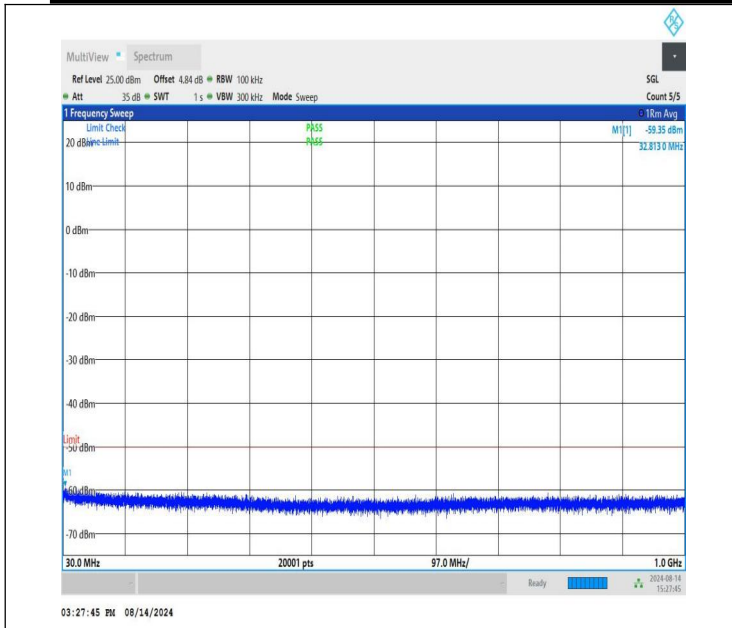 R&S
MultiView Spectrum
Ref Level 25.00 dBm Offset 4.84 dB RBW 100 kHz SGL
Att 35 dB SWT 1 s VBW 300 kHz Mode Sweep Count 5/5
1 Frequency Sweep 1Rm Avg
Limit Check PASS M1[1] -59.35 dBm
20 dBm Line Limit PASS 32.813 0 MHz
10 dBm
0 dBm
-10 dBm
-20 dBm
-30 dBm
-40 dBm
Limit
-50 dBm
M1
-60 dBm
-70 dBm
30.0 MHz 20001 pts 97.0 MHz/ 1.0 GHz
Ready 2024-08-14
15:27:45
03:27:45 PM 08/14/2024